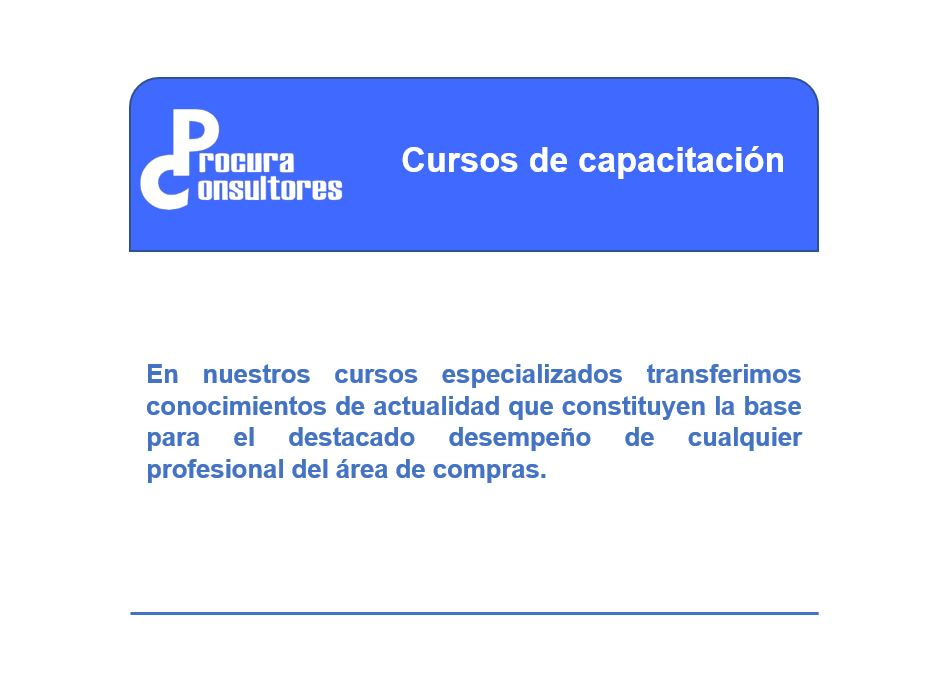 Procura
Consultores
Cursos de capacitación
En nuestros cursos especializados transferimos
conocimientos de actualidad que constituyen la base
para el destacado desempeño de cualquier
profesional del área de compras.